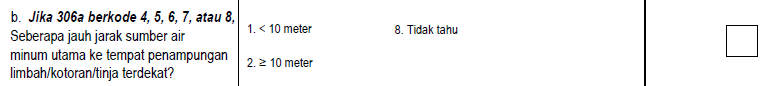 b. Jika 306a berkode 4, 5, 6, 7, atau 8,
Seberapa jauh jarak sumber air
minum utama ke tempat penampungan
limbah/kotoran/tinja terdekat?
1. < 10 meter
8. Tidak tahu
2. ≥ 10 meter